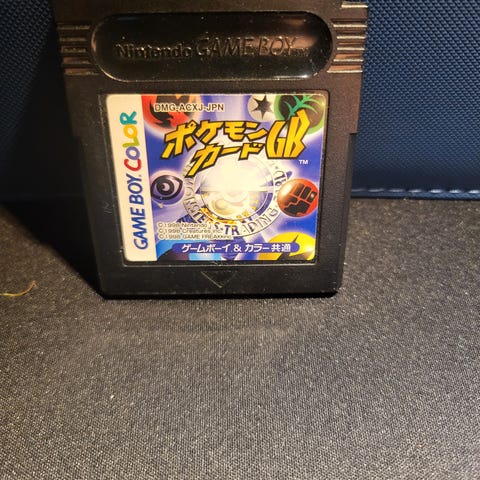 Nintendo GAME BOY TM
DMG-ACXJ-JPN
ポケモン
カードGB
TM
GAME BOY COLOR
©1998 Nintendo
©1998 Creatures inc.
©1998 GAME FREAK inc.
ゲームボーイ & カラー共通